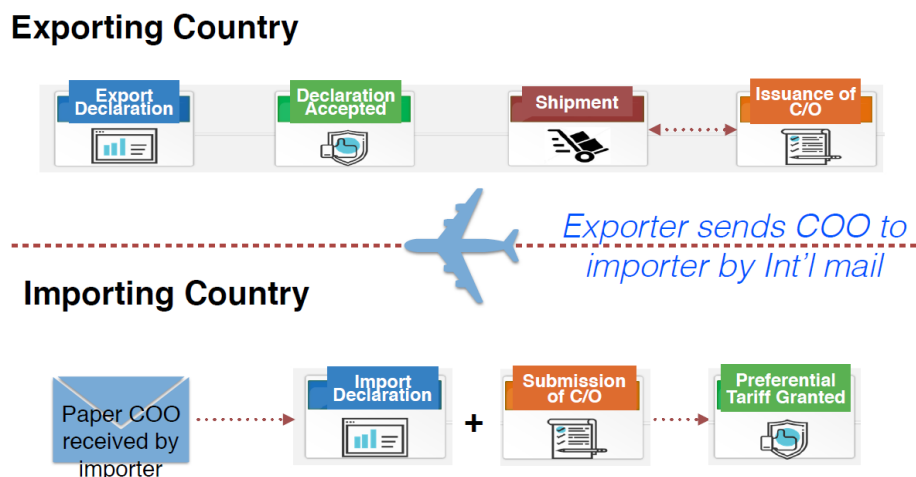 Exporting Country
Export
Declaration
Declaration
Accepted
Shipment
Issuance of
C/O
Exporter sends COO to
importer by Int'l mail
Importing Country
Paper COO
received by
importer
Import
Declaration
+
Submission
of C/O
Preferential
Tariff Granted